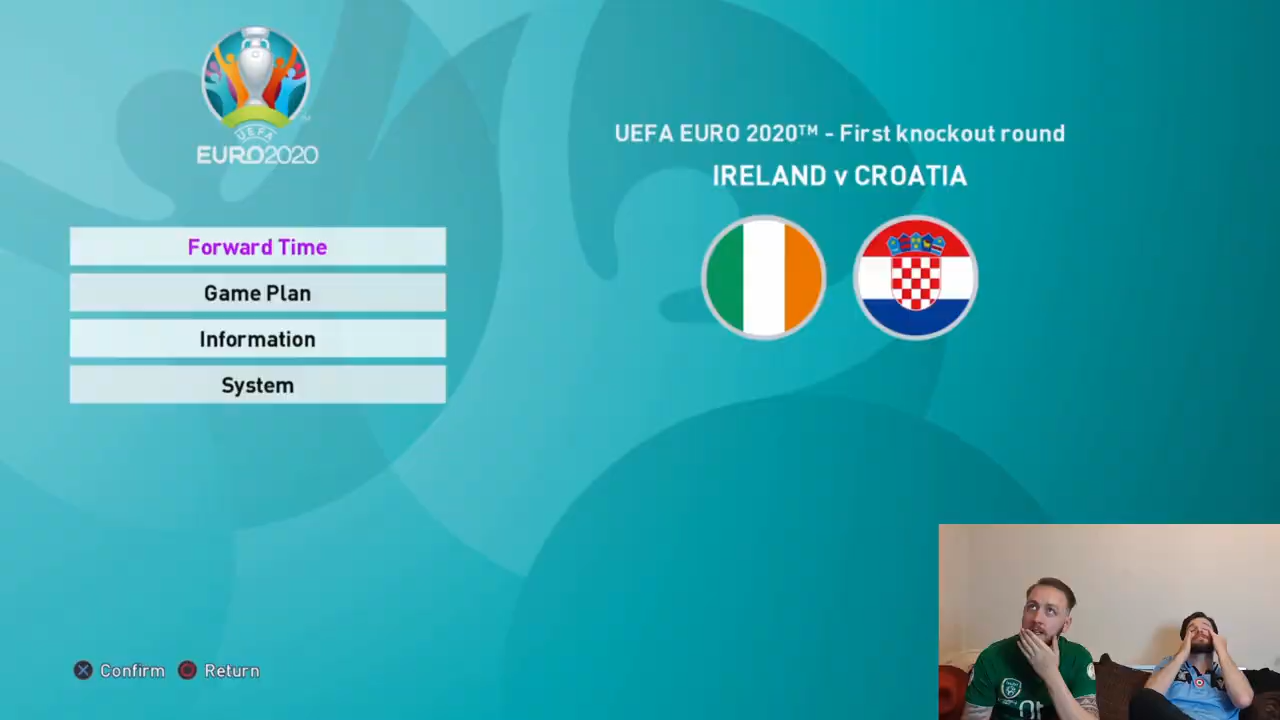 UEFA
EURO2020
UEFA EURO 2020™ - First knockout round
IRELAND v CROATIA
Forward Time
Game Plan
Information
System
Confirm
Return